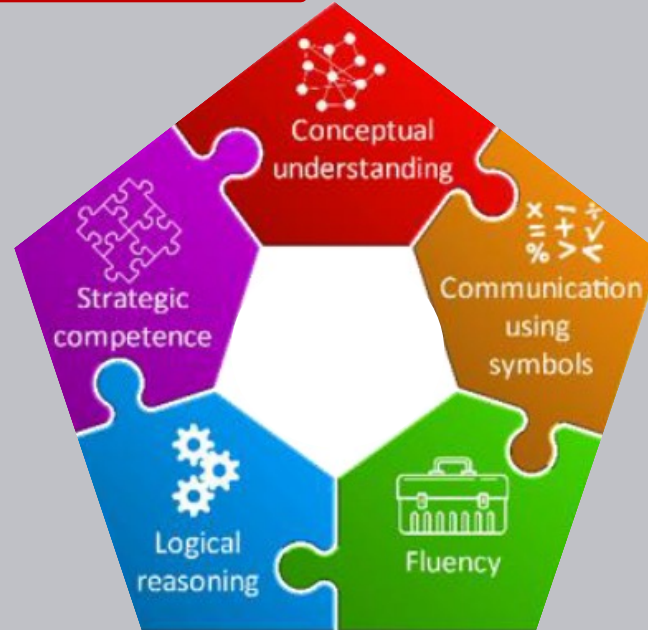 Conceptual
understanding
× − ÷
= + √
% > <
Communication
using
symbols
Strategic
competence
Logical
reasoning
Fluency